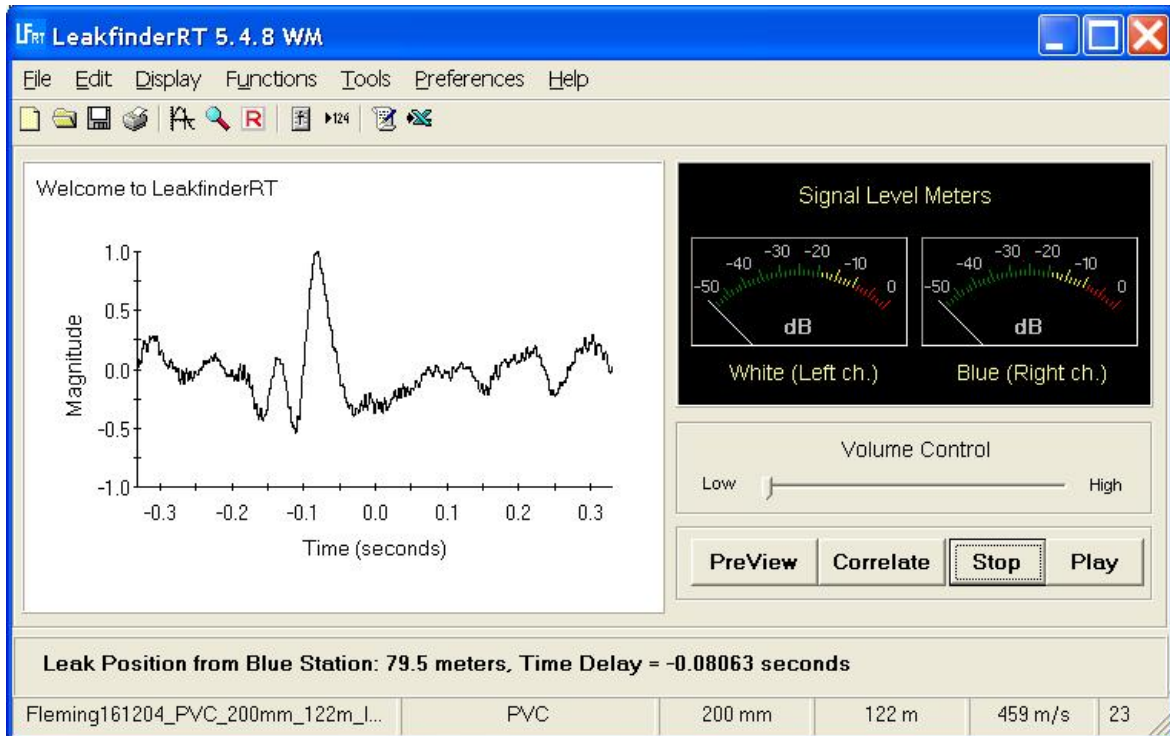 LFRT LeakfinderRT 5.4.8 WM
File Edit Display Functions Tools Preferences Help
R 124
Welcome to LeakfinderRT
1.0
0.5
0.0
-0.5
-1.0
Magnitude
-0.3 -0.2 -0.1 0.0 0.1 0.2 0.3
Time (seconds)
Signal Level Meters
-50 -40 -30 -20 -10 0
dB
White (Left ch.)
-50 -40 -30 -20 -10 0
dB
Blue (Right ch.)
Volume Control
Low High
PreView Correlate Stop Play
Leak Position from Blue Station: 79.5 meters, Time Delay = -0.08063 seconds
Fleming161204_PVC_200mm_122m_l... PVC 200 mm 122 m 459 m/s 23